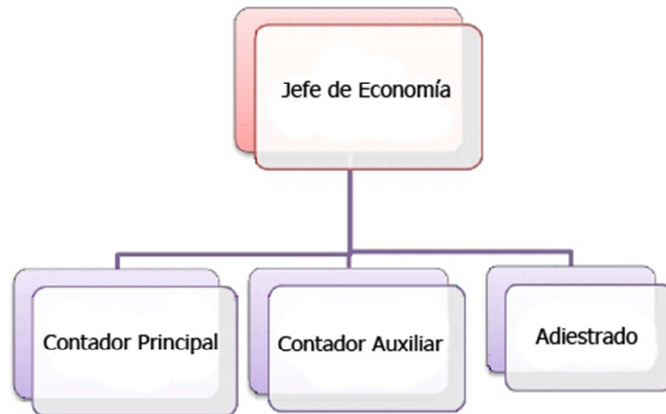 Jefe de Economía
Contador Principal
Contador Auxiliar
Adiestrado